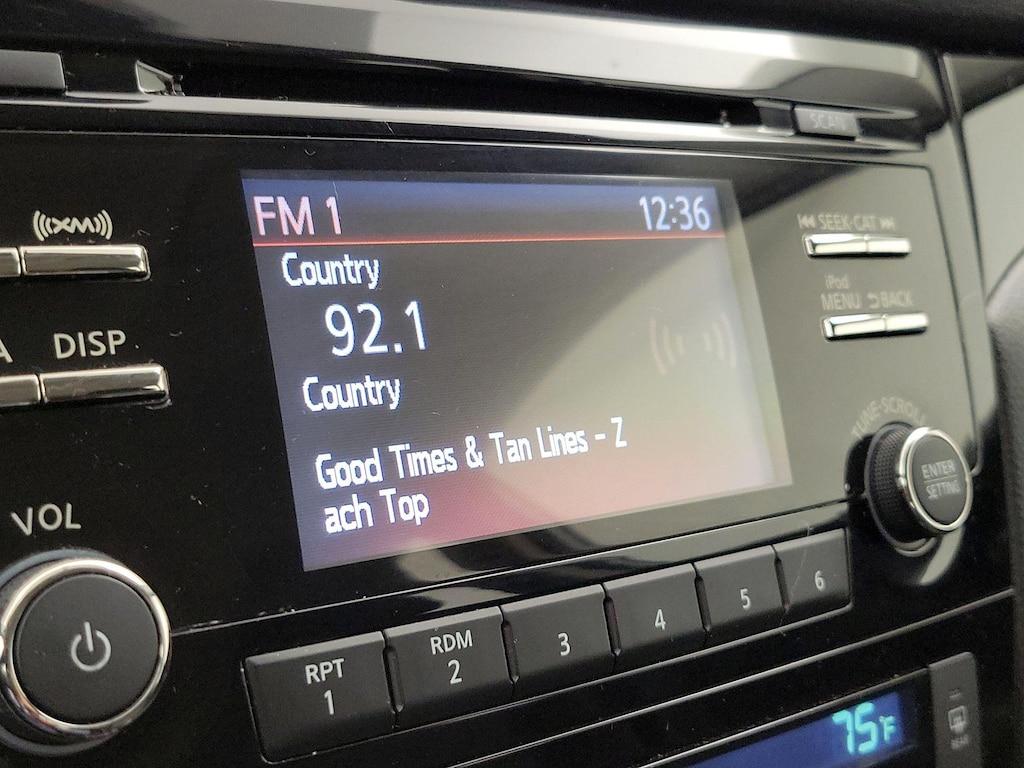 SCAN
FM 1 12:36
((XM))
SEEK-CAT
Country
iPod
MENU BACK
92.1
A DISP
Country
TUNE-SCROLL
Good Times & Tan Lines - Z
ach Top
ENTER
SETTING
VOL
RPT
1
RDM
2
3
4
5
6
75°F